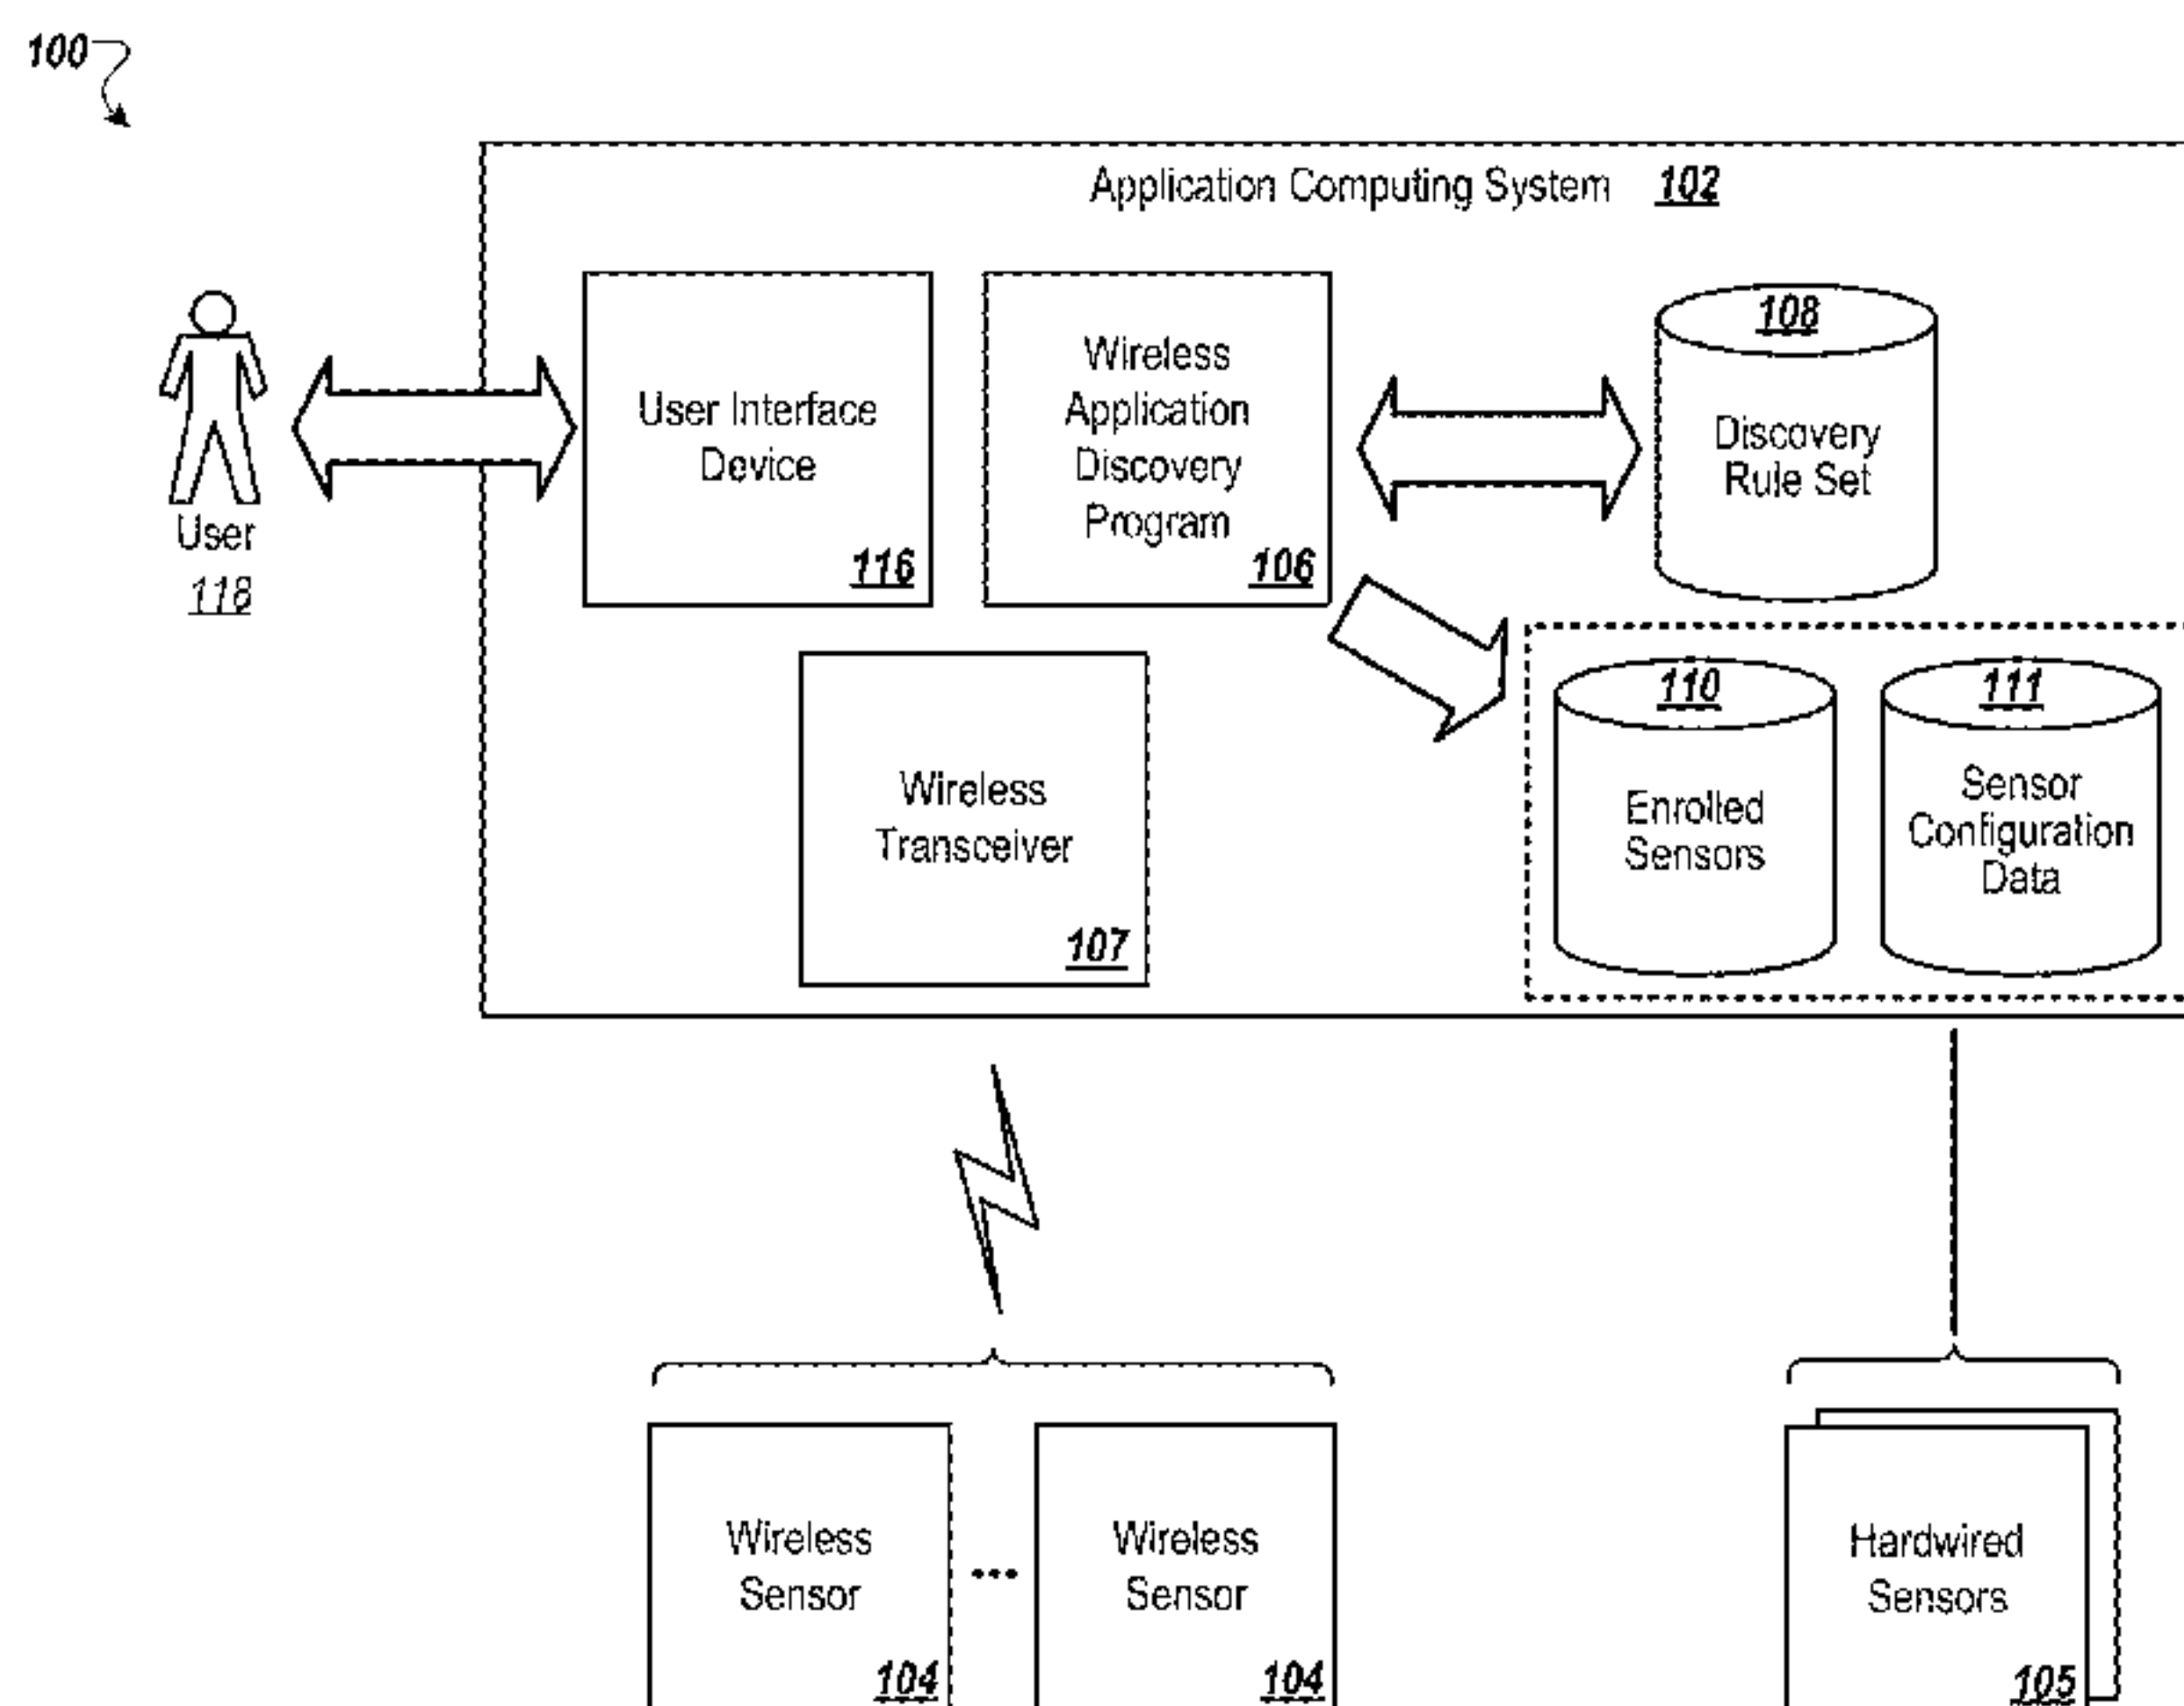 100
Application Computing System 102
User Interface
Device
116
Wireless
Application
Discovery
Program
106
108
Discovery
Rule Set
User
118
Wireless
Transceiver
107
110
Enrolled
Sensors
111
Sensor
Configuration
Data
Wireless
Sensor
104
...
Wireless
Sensor
104
Hardwired
Sensors
105